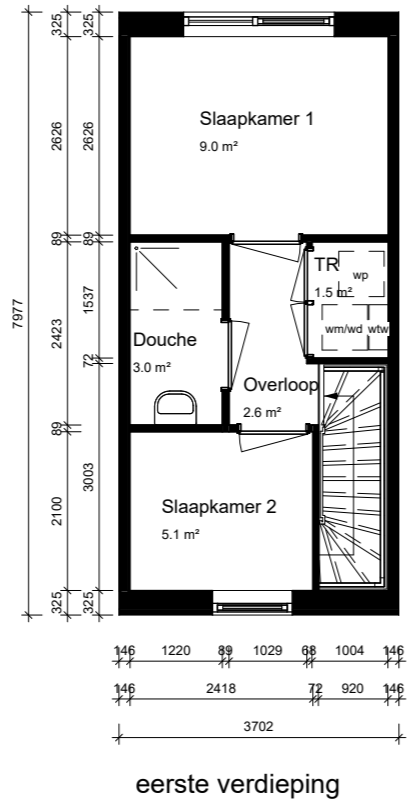 Slaapkamer 1
9.0 m²
TR
wp
1.5 m²
wm/wd wtw
Douche
3.0 m²
Overloop
2.6 m²
Slaapkamer 2
5.1 m²
7977
325
2626
89
2423
89
2100
325
325
2626
89
1537
72
3003
325
146 1220 89 1029 68 1004 146
146 2418 72 920 146
3702
eerste verdieping